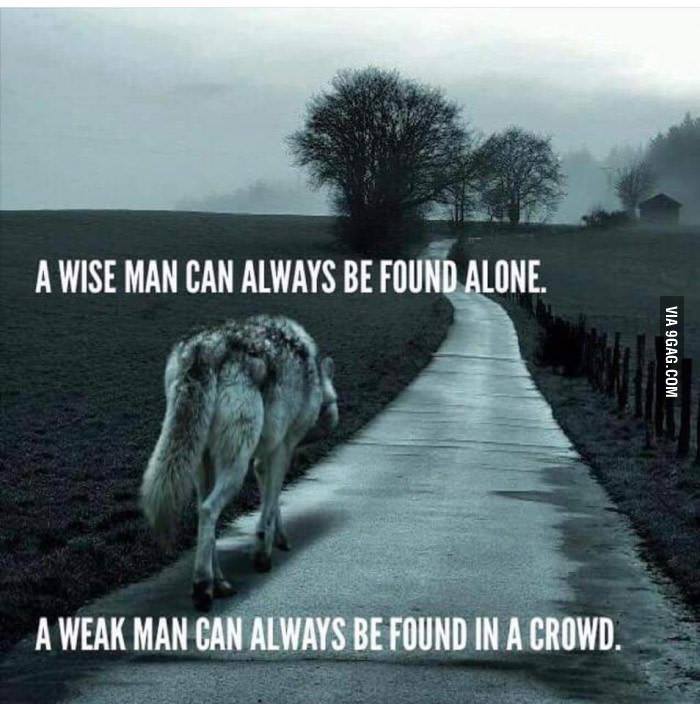 A WISE MAN CAN ALWAYS BE FOUND ALONE.
VIA 9GAG.COM
A WEAK MAN CAN ALWAYS BE FOUND IN A CROWD.